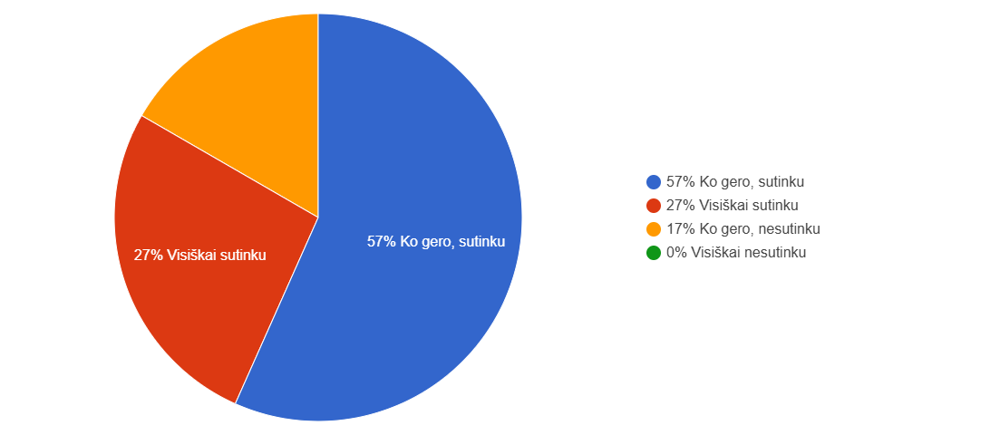 57% Ko gero, sutinku
27% Visiškai sutinku
57% Ko gero, sutinku
27% Visiškai sutinku
17% Ko gero, nesutinku
0% Visiškai nesutinku